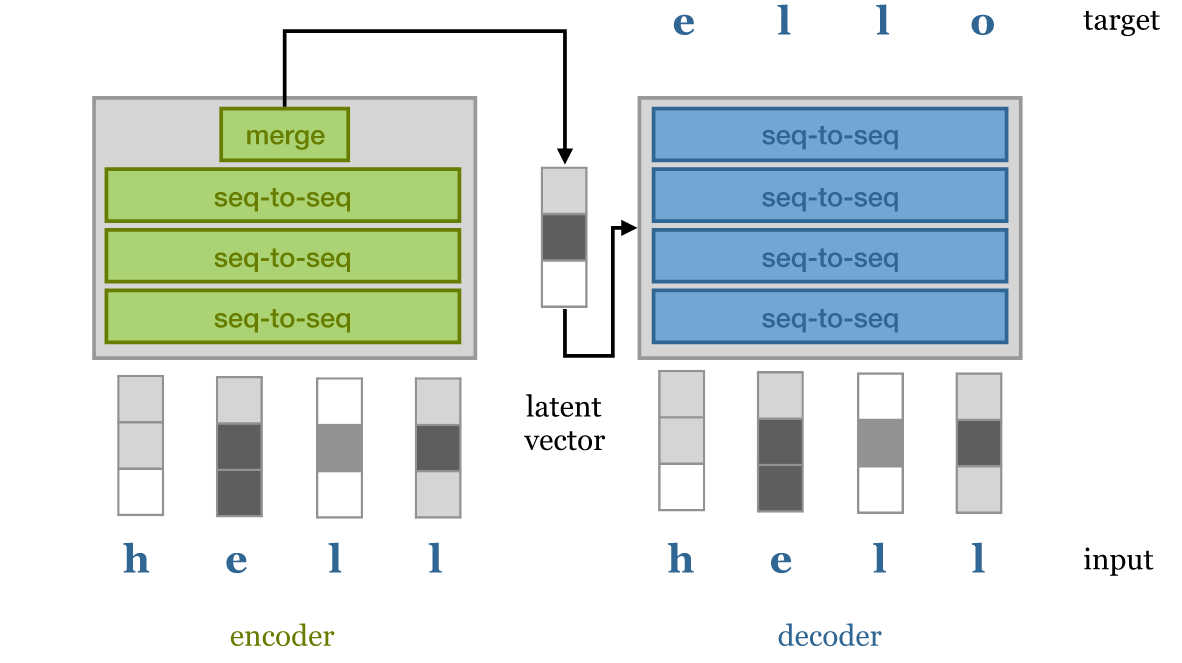 e l l o target
merge
seq-to-seq
seq-to-seq
seq-to-seq
seq-to-seq
seq-to-seq
seq-to-seq
seq-to-seq
latent
vector
h e l l
h e l l input
encoder
decoder